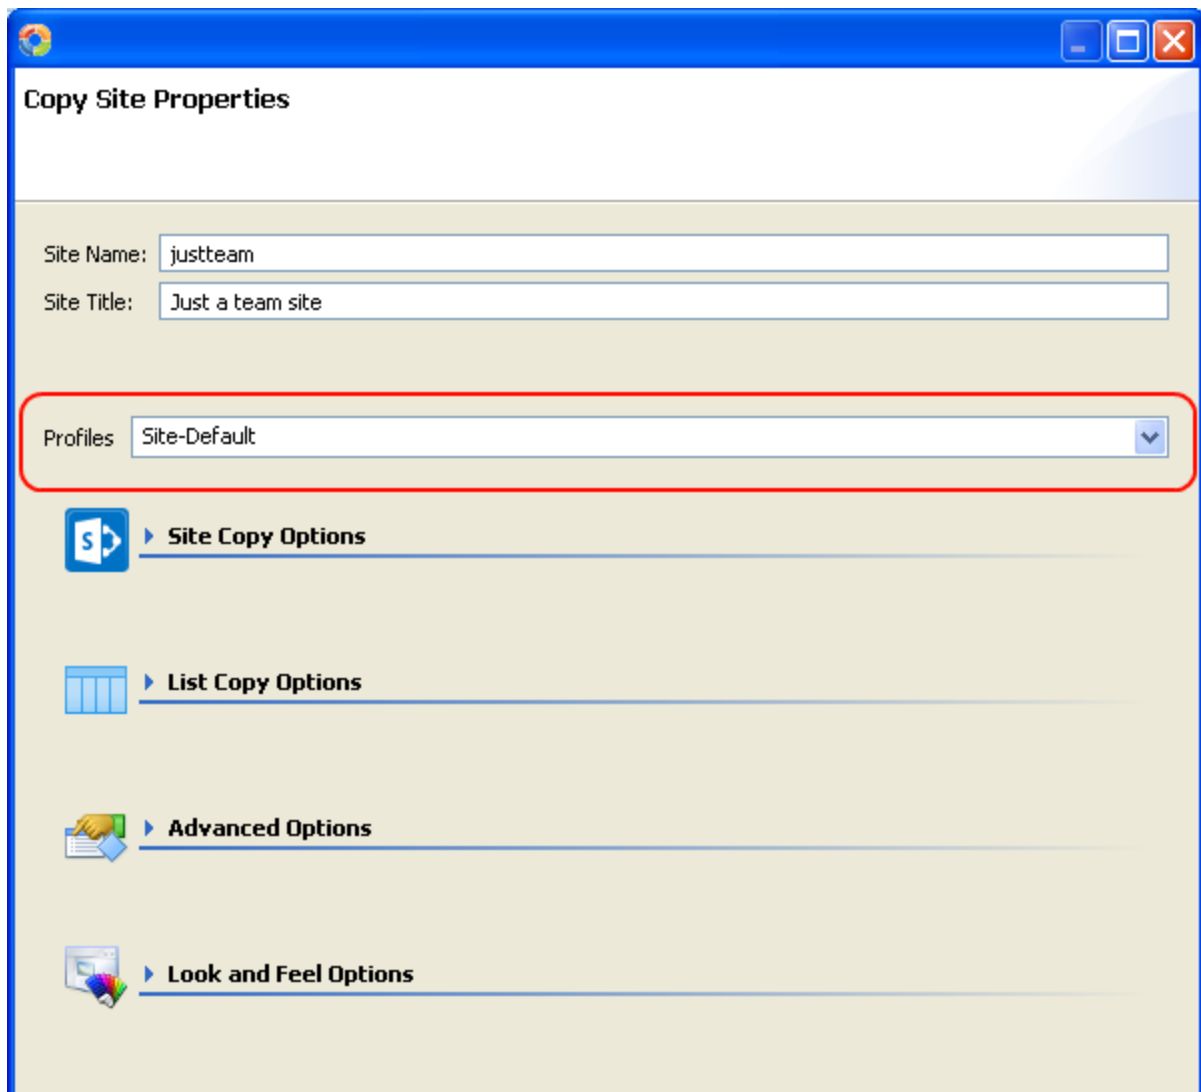 Copy Site Properties
Site Name: justteam
Site Title: Just a team site
Profiles Site-Default
S Site Copy Options
List Copy Options
Advanced Options
Look and Feel Options